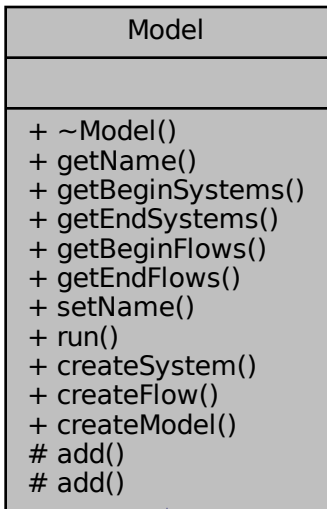 Model
+ ~Model()
+ getName()
+ getBeginSystems()
+ getEndSystems()
+ getBeginFlows()
+ getEndFlows()
+ setName()
+ run()
+ createSystem()
+ createFlow()
+ createModel()
# add()
# add()